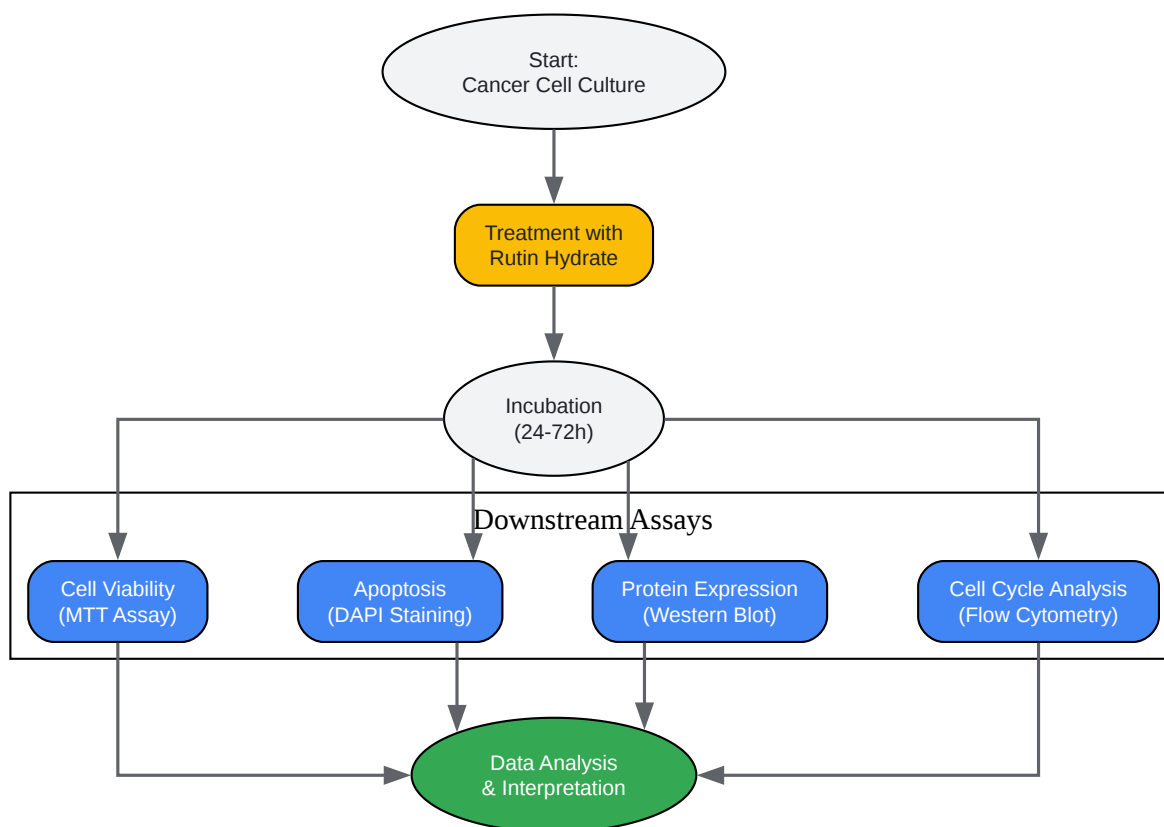 Start:
Cancer Cell Culture
Treatment with
Rutin Hydrate
Incubation
(24-72h)
Downstream Assays
Cell Viability
(MTT Assay)
Apoptosis
(DAPI Staining)
Protein Expression
(Western Blot)
Cell Cycle Analysis
(Flow Cytometry)
Data Analysis
& Interpretation